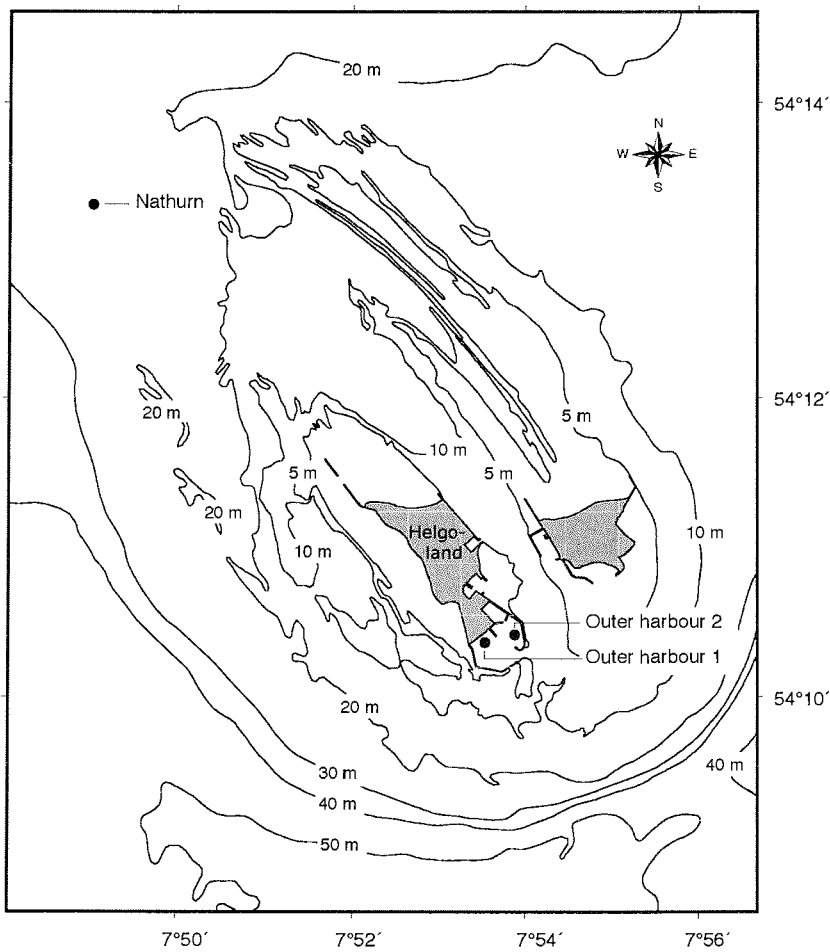 20 m
54°14´
N
W E
S
Nathurn
20 m
54°12´
5 m
10 m
5 m
5 m
20 m
10 m
Helgo-
land
10 m
Outer harbour 2
Outer harbour 1
20 m
54°10´
30 m
40 m
40 m
50 m
7°50´
7°52´
7°54´
7°56´